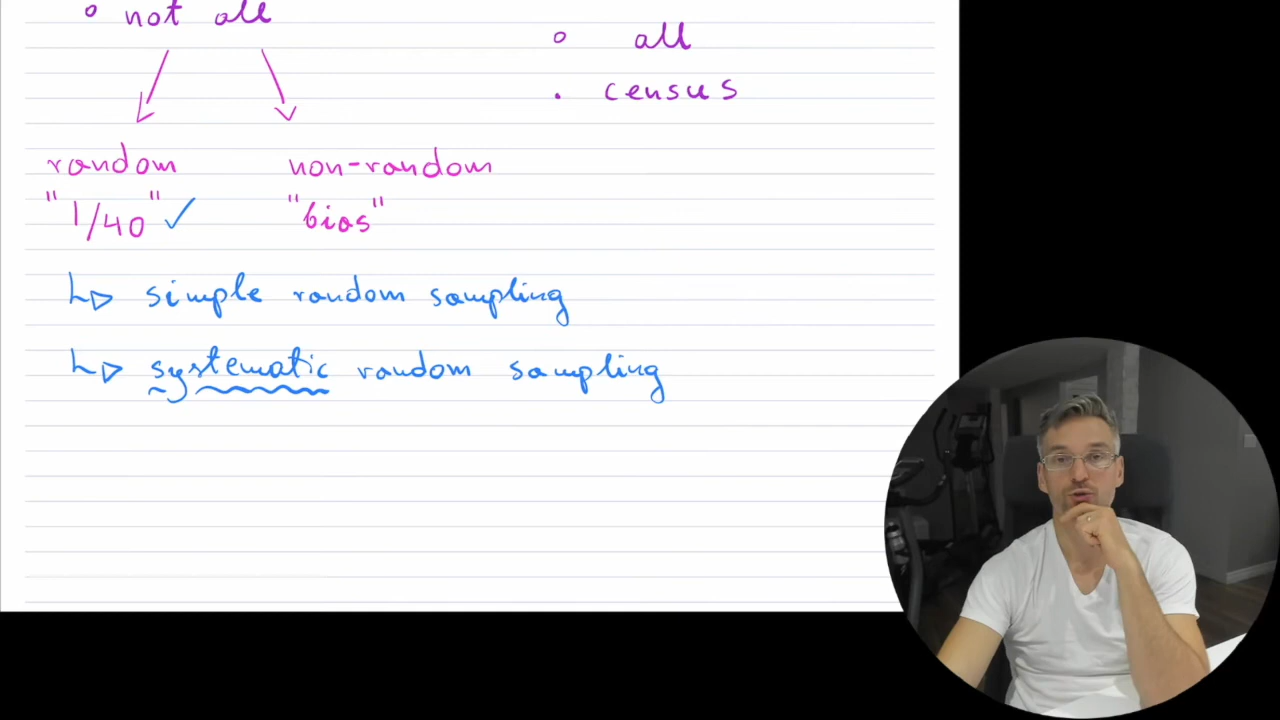 not all
all
census
random non-random
"1/40" ✓ "bias"
simple random sampling
systematic random sampling